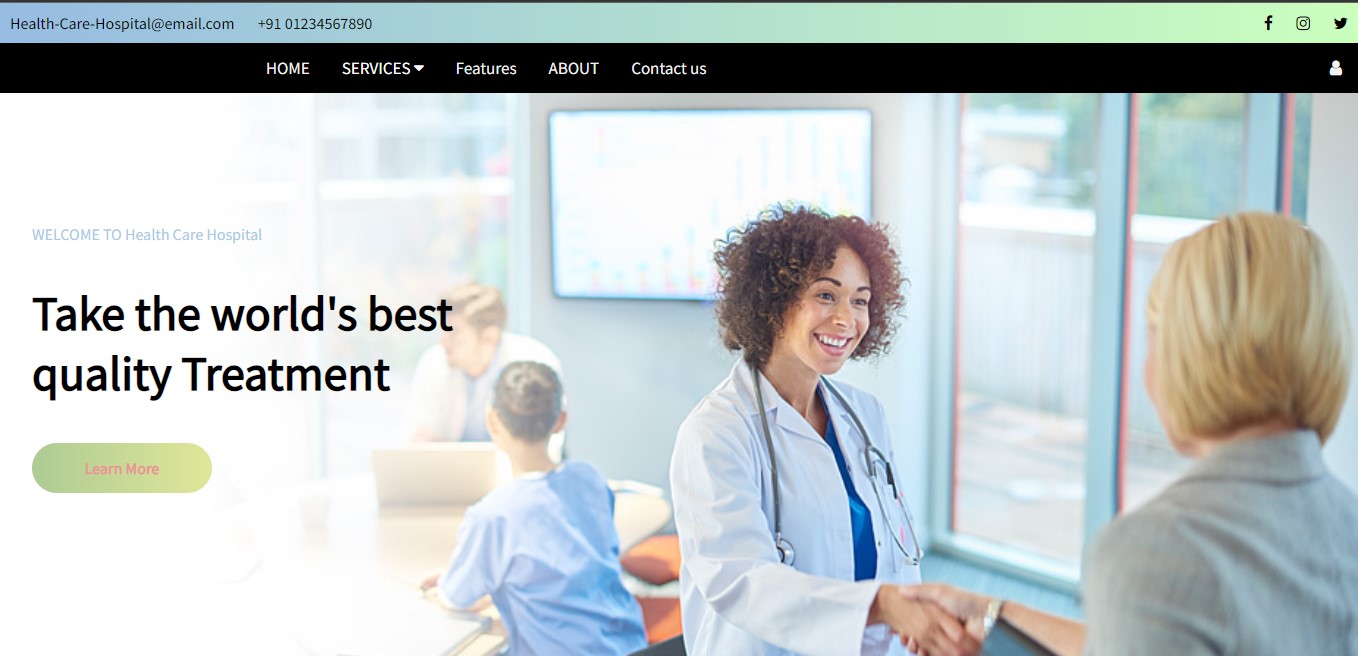 Health-Care-Hospital@email.com +91 01234567890
HOME SERVICES Features ABOUT Contact us
WELCOME TO Health Care Hospital
Take the world's best
quality Treatment
Learn More